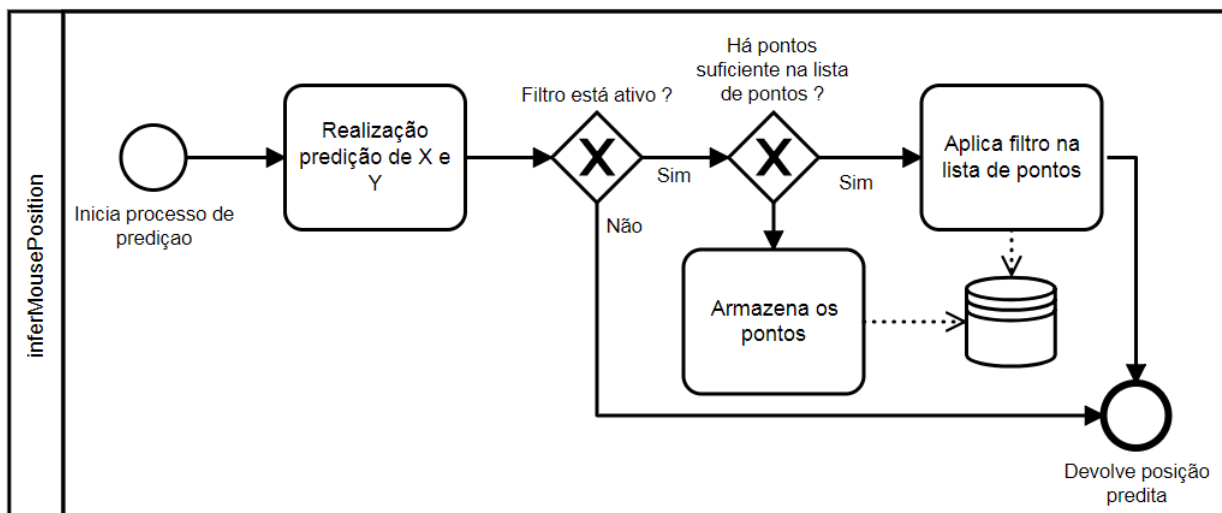 inferMousePosition
Inicia processo de
prediçao
Realização
predição de X e
Y
Filtro está ativo ?
Sim
Não
Há pontos
suficiente na lista
de pontos ?
Sim
Armazena os
pontos
Aplica filtro na
lista de pontos
Devolve posição
predita